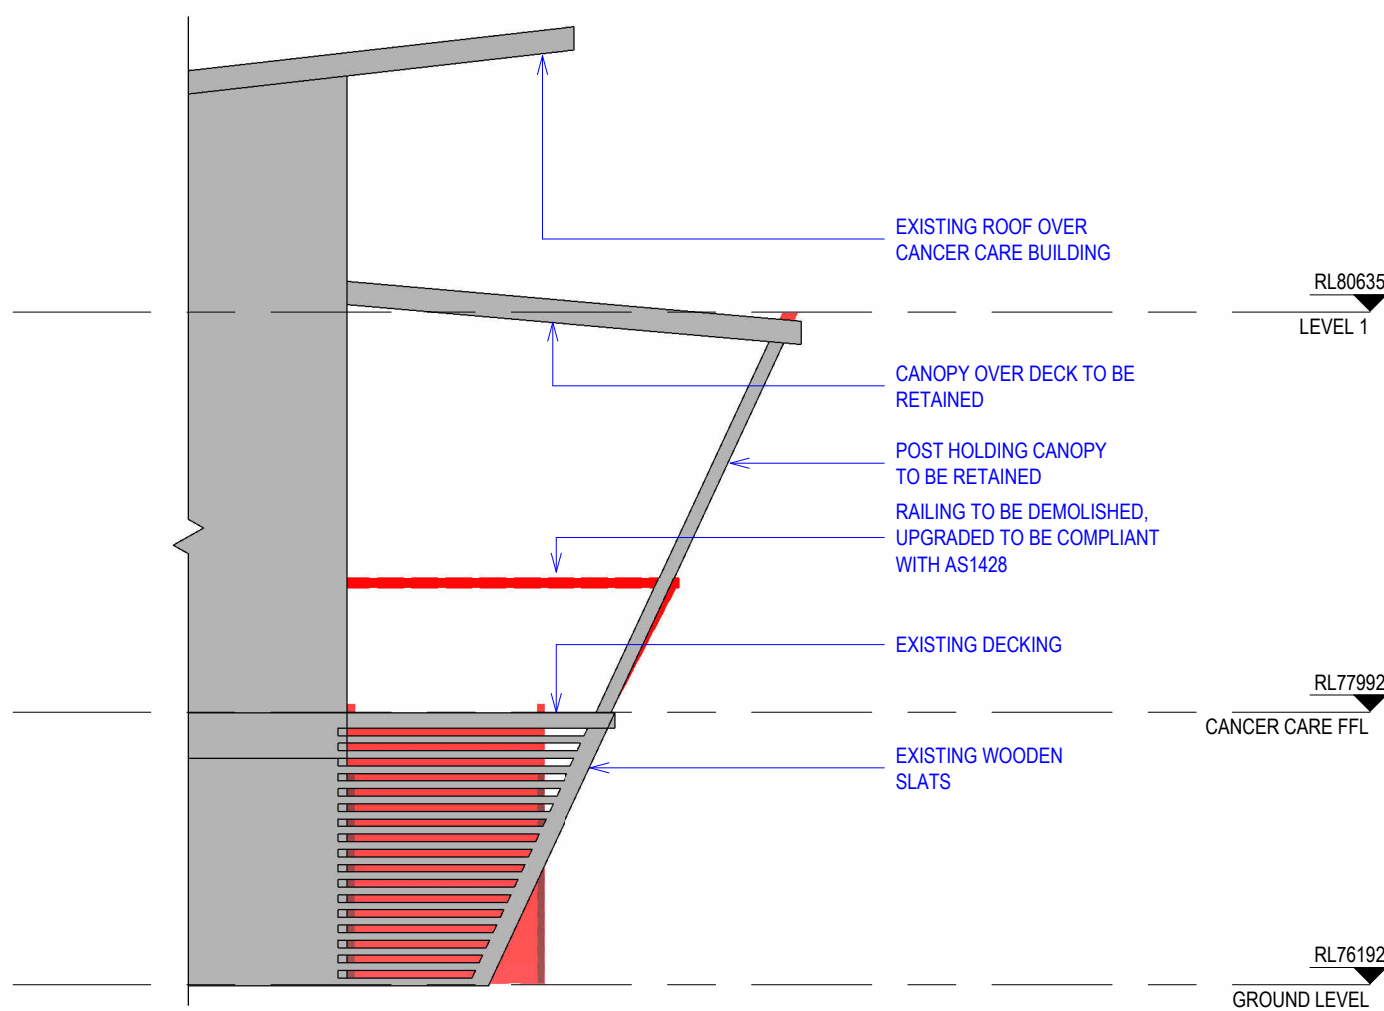 EXISTING ROOF OVER
CANCER CARE BUILDING
RL80635
LEVEL 1
CANOPY OVER DECK TO BE
RETAINED
POST HOLDING CANOPY
TO BE RETAINED
RAILING TO BE DEMOLISHED,
UPGRADED TO BE COMPLIANT
WITH AS1428
EXISTING DECKING
RL77992
CANCER CARE FFL
EXISTING WOODEN
SLATS
RL76192
GROUND LEVEL